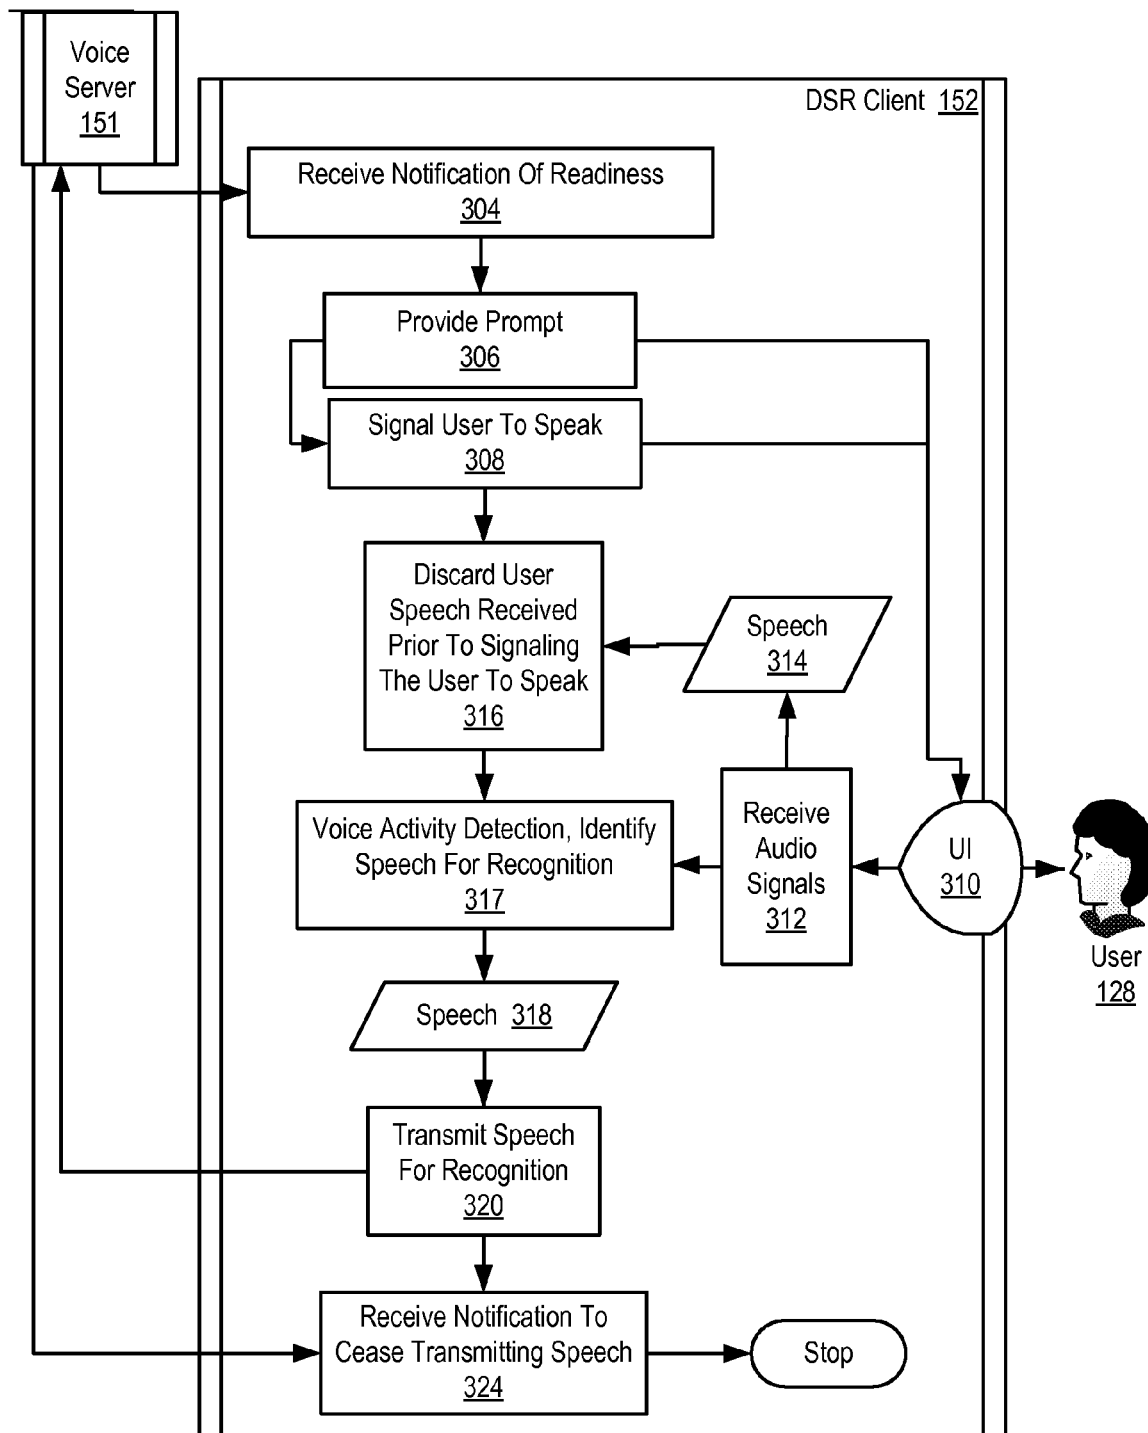 Voice
Server
151
DSR Client 152
Receive Notification Of Readiness
304
Provide Prompt
306
Signal User To Speak
308
Discard User
Speech Received
Prior To Signaling
The User To Speak
316
Speech
314
Voice Activity Detection, Identify
Speech For Recognition
317
Receive
Audio
Signals
312
UI
310
User
128
Speech 318
Transmit Speech
For Recognition
320
Receive Notification To
Cease Transmitting Speech
324
Stop